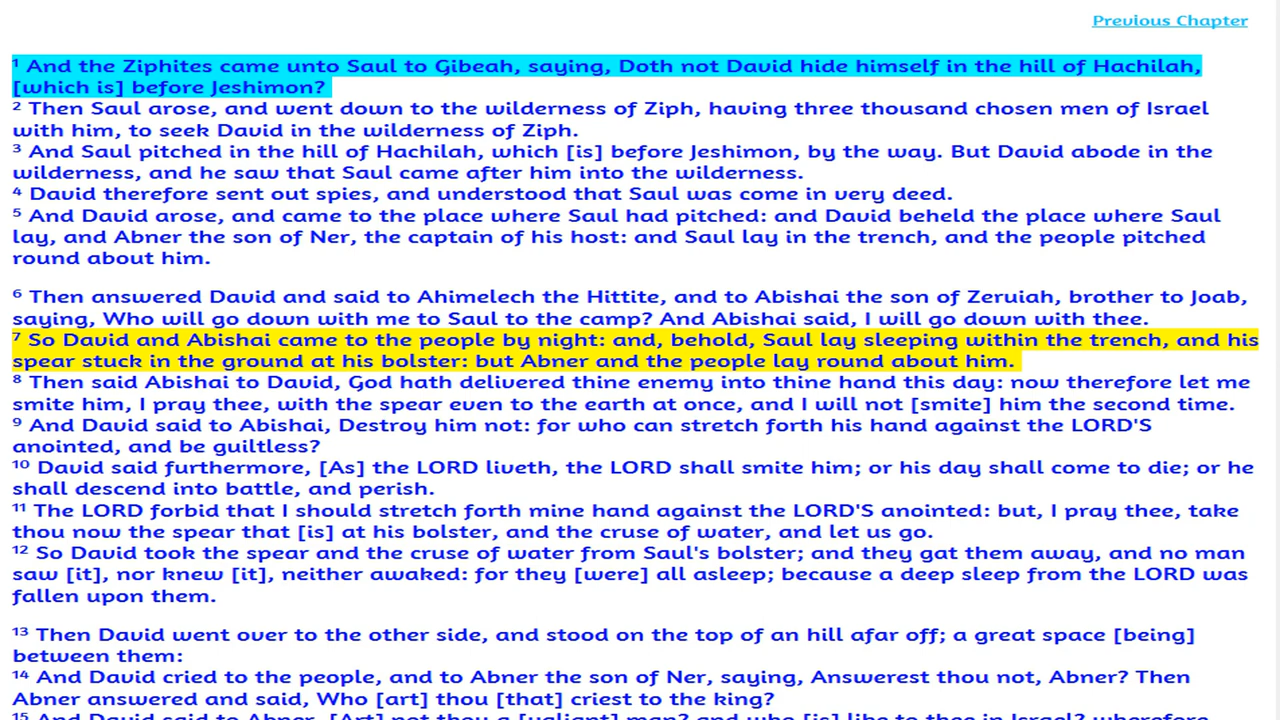 Previous Chapter
¹ And the Ziphites came unto Saul to Gibeah, saying, Doth not David hide himself in the hill of Hachilah,
[which is] before Jeshimon?
² Then Saul arose, and went down to the wilderness of Ziph, having three thousand chosen men of Israel
with him, to seek David in the wilderness of Ziph.
³ And Saul pitched in the hill of Hachilah, which [is] before Jeshimon, by the way. But David abode in the
wilderness, and he saw that Saul came after him into the wilderness.
⁴ David therefore sent out spies, and understood that Saul was come in very deed.
⁵ And David arose, and came to the place where Saul had pitched: and David beheld the place where Saul
lay, and Abner the son of Ner, the captain of his host: and Saul lay in the trench, and the people pitched
round about him.
⁶ Then answered David and said to Ahimelech the Hittite, and to Abishai the son of Zeruiah, brother to Joab,
saying, Who will go down with me to Saul to the camp? And Abishai said, I will go down with thee.
⁷ So David and Abishai came to the people by night: and, behold, Saul lay sleeping within the trench, and his
spear stuck in the ground at his bolster: but Abner and the people lay round about him.
⁸ Then said Abishai to David, God hath delivered thine enemy into thine hand this day: now therefore let me
smite him, I pray thee, with the spear even to the earth at once, and I will not [smite] him the second time.
⁹ And David said to Abishai, Destroy him not: for who can stretch forth his hand against the LORD'S
anointed, and be guiltless?
¹⁰ David said furthermore, [As] the LORD liveth, the LORD shall smite him; or his day shall come to die; or he
shall descend into battle, and perish.
¹¹ The LORD forbid that I should stretch forth mine hand against the LORD'S anointed: but, I pray thee, take
thou now the spear that [is] at his bolster, and the cruse of water, and let us go.
¹² So David took the spear and the cruse of water from Saul's bolster; and they gat them away, and no man
saw [it], nor knew [it], neither awaked: for they [were] all asleep; because a deep sleep from the LORD was
fallen upon them.
¹³ Then David went over to the other side, and stood on the top of an hill afar off; a great space [being]
between them:
¹⁴ And David cried to the people, and to Abner the son of Ner, saying, Answerest thou not, Abner? Then
Abner answered and said, Who [art] thou [that] criest to the king?
¹⁵ And David said to Abner, [Art] not thou a [valiant] man? and who [is] like to thee in Israel? wherefore